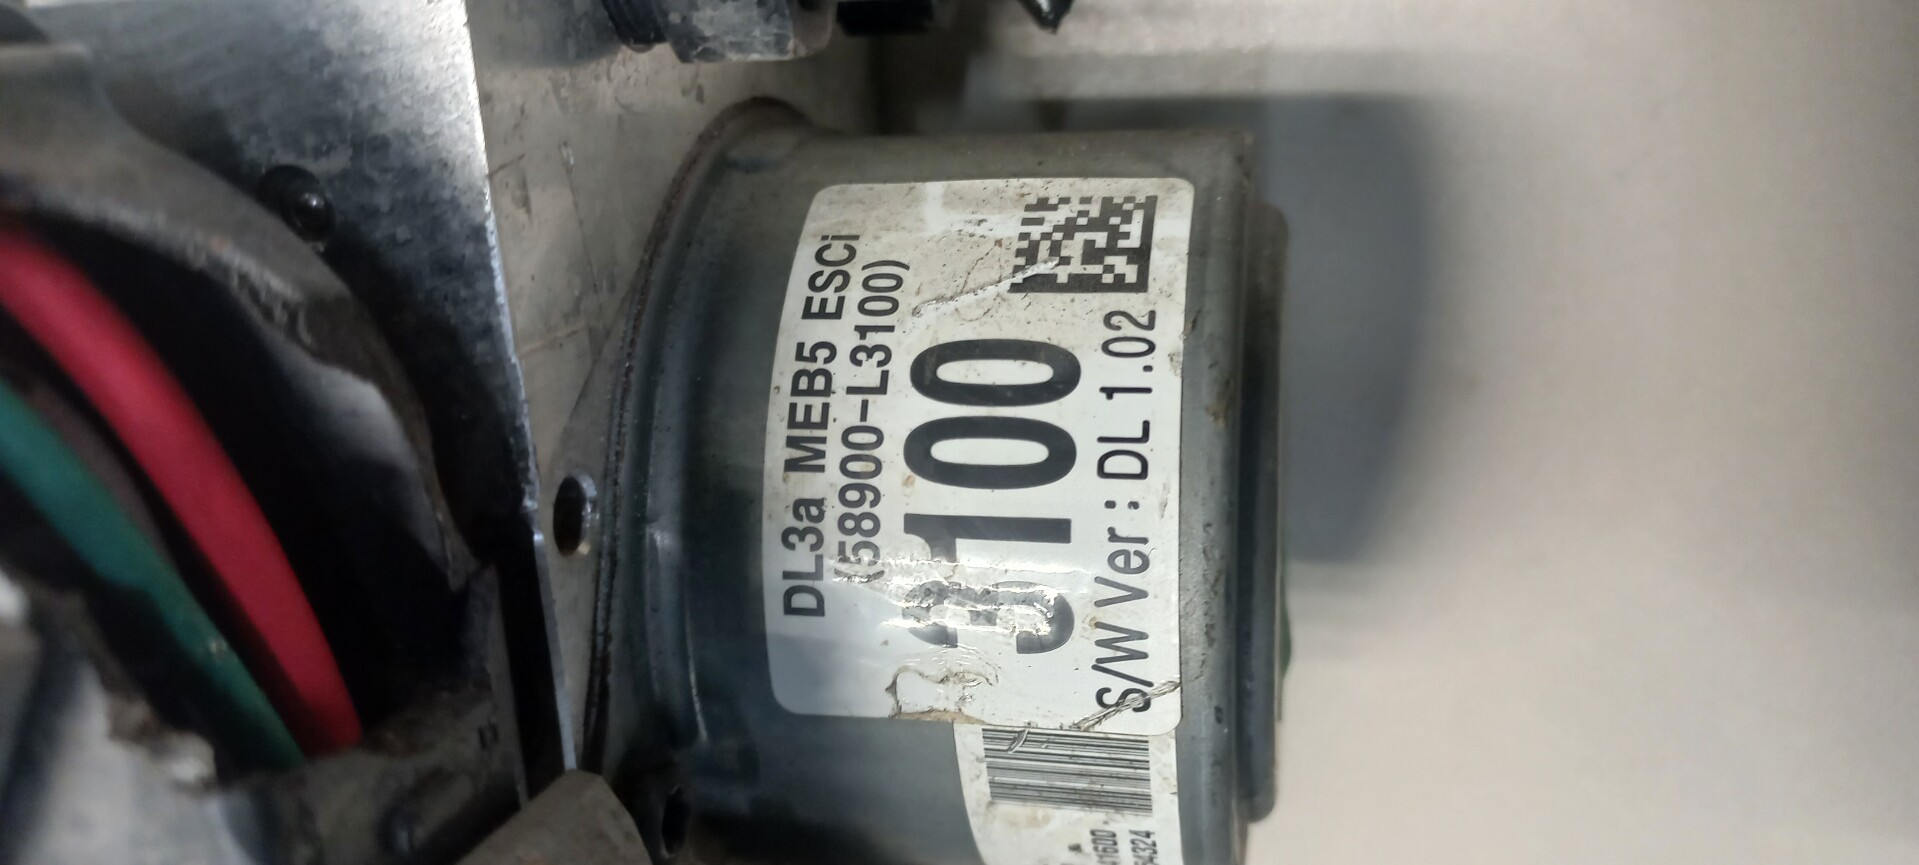 DL3a MEB5 ESCi
(58900-L3100)
3100
S/W Ver : DL 1.02